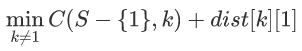 min C(S − {1}, k) + dist[k][1]
k≠1